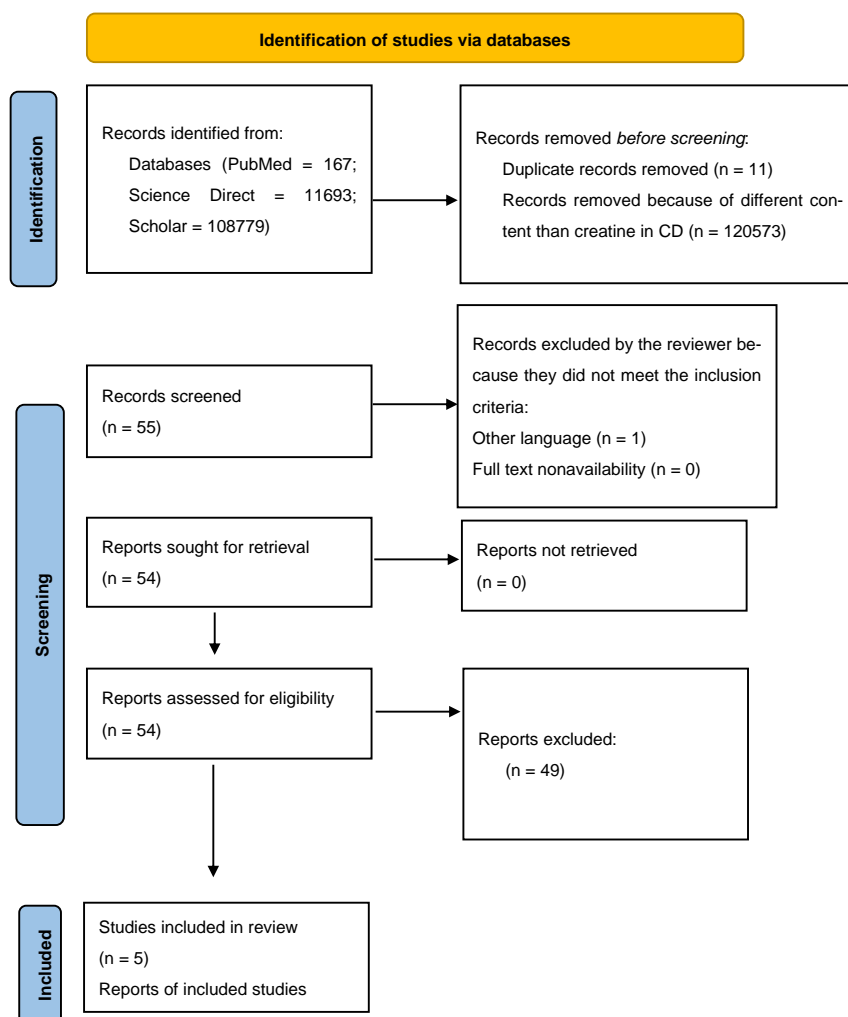 Identification of studies via databases
Identification
Records identified from:
Databases (PubMed = 167;
Science Direct = 11693;
Scholar = 108779)
Records removed before screening:
Duplicate records removed (n = 11)
Records removed because of different con-
tent than creatine in CD (n = 120573)
Screening
Records screened
(n = 55)
Records excluded by the reviewer be-
cause they did not meet the inclusion
criteria:
Other language (n = 1)
Full text nonavailability (n = 0)
Reports sought for retrieval
(n = 54)
Reports not retrieved
(n = 0)
Reports assessed for eligibility
(n = 54)
Reports excluded:
(n = 49)
Included
Studies included in review
(n = 5)
Reports of included studies